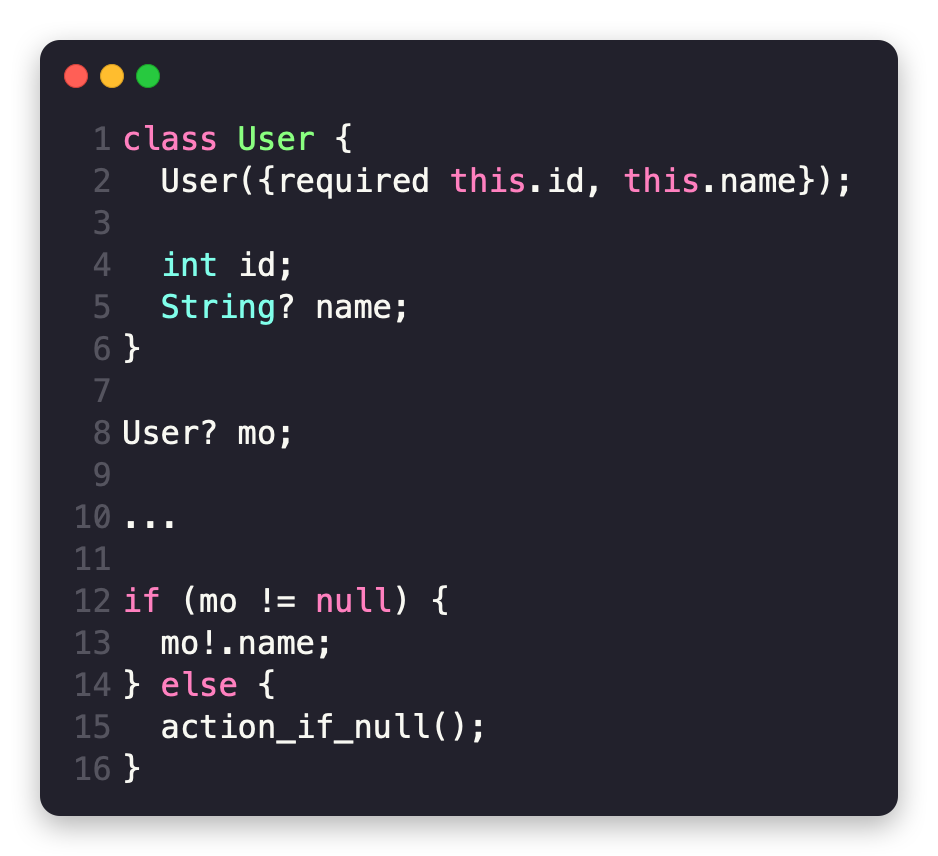 1 class User {
2   User({required this.id, this.name});
3
4   int id;
5   String? name;
6 }
7
8 User? mo;
9
10 ...
11
12 if (mo != null) {
13   mo!.name;
14 } else {
15   action_if_null();
16 }